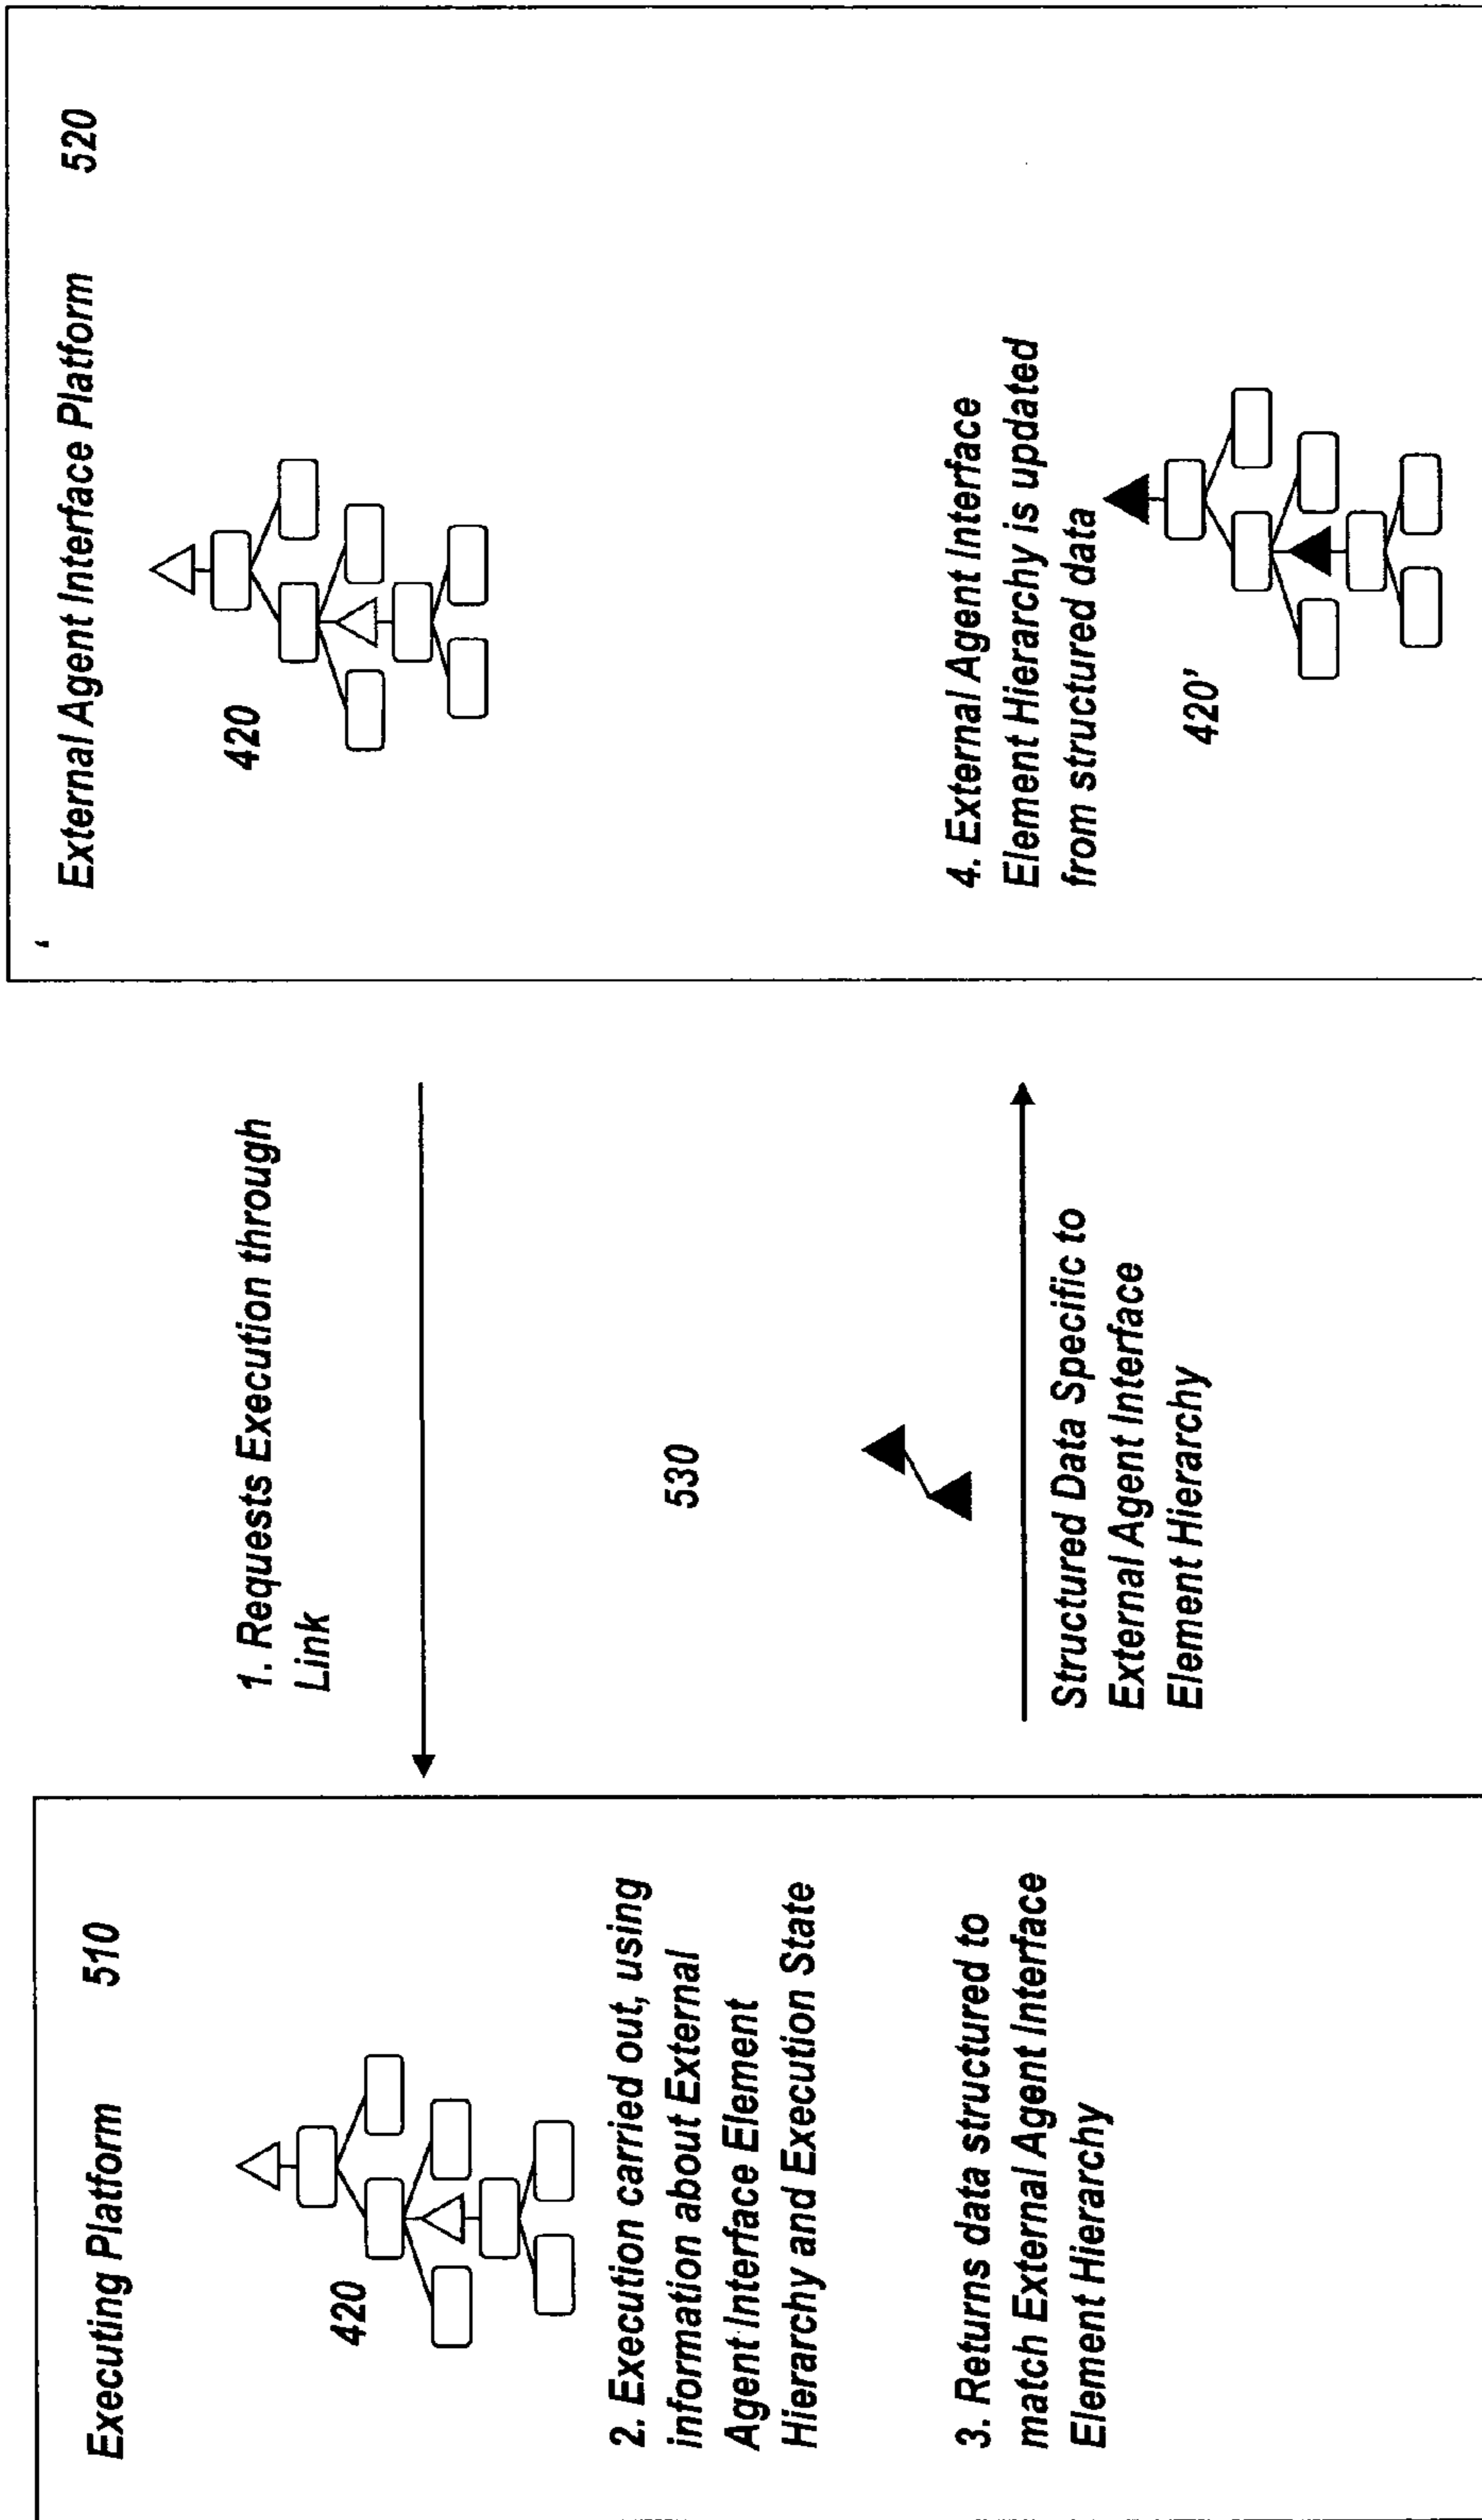 Executing Platform 510
420
2. Execution carried out, using
information about External
Agent Interface Element
Hierarchy and Execution State
3. Returns data structured to
match External Agent Interface
Element Hierarchy
1. Requests Execution through
Link
530
Structured Data Specific to
External Agent Interface
Element Hierarchy
External Agent Interface Platform 520
420
4. External Agent Interface
Element Hierarchy is updated
from structured data
420'